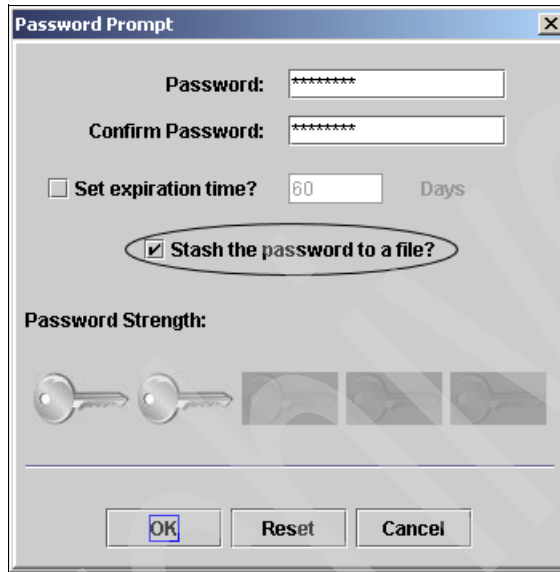 Password Prompt
Password: ********
Confirm Password: ********
Set expiration time? 60 Days
Stash the password to a file?
Password Strength:
OK Reset Cancel